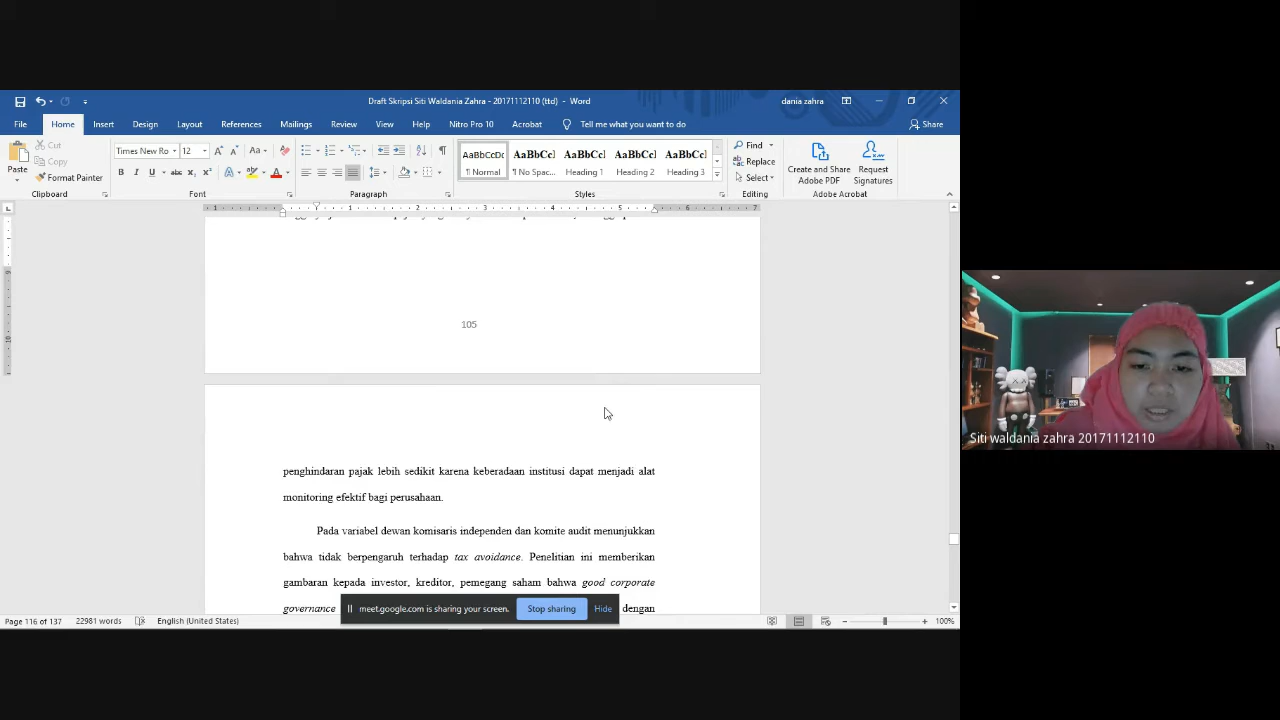 Draft Skripsi Siti Waldania Zahra - 20171112110 (ttd) - Word
dania zahra
File Home Insert Design Layout References Mailings Review View Help Nitro Pro 10 Acrobat Tell me what you want to do Share
Paste
Cut
Copy
Format Painter
Clipboard
Times New Ro 12
Font
Paragraph
AaBbCcDc AaBbCcl AaBbCcl AaBbCcl AaBbCcl
¶ Normal ¶ No Spac... Heading 1 Heading 2 Heading 3
Styles
Find
Replace
Select
Editing
Create and Share
Adobe PDF
Request
Signatures
Adobe Acrobat
105
penghindaran pajak lebih sedikit karena keberadaan institusi dapat menjadi alat
monitoring efektif bagi perusahaan.
Pada variabel dewan komisaris independen dan komite audit menunjukkan
bahwa tidak berpengaruh terhadap tax avoidance. Penelitian ini memberikan
gambaran kepada investor, kreditor, pemegang saham bahwa good corporate
governance dengan
meet.google.com is sharing your screen. Stop sharing Hide
Page 116 of 137 22981 words English (United States) 100%
Siti waldania zahra 20171112110